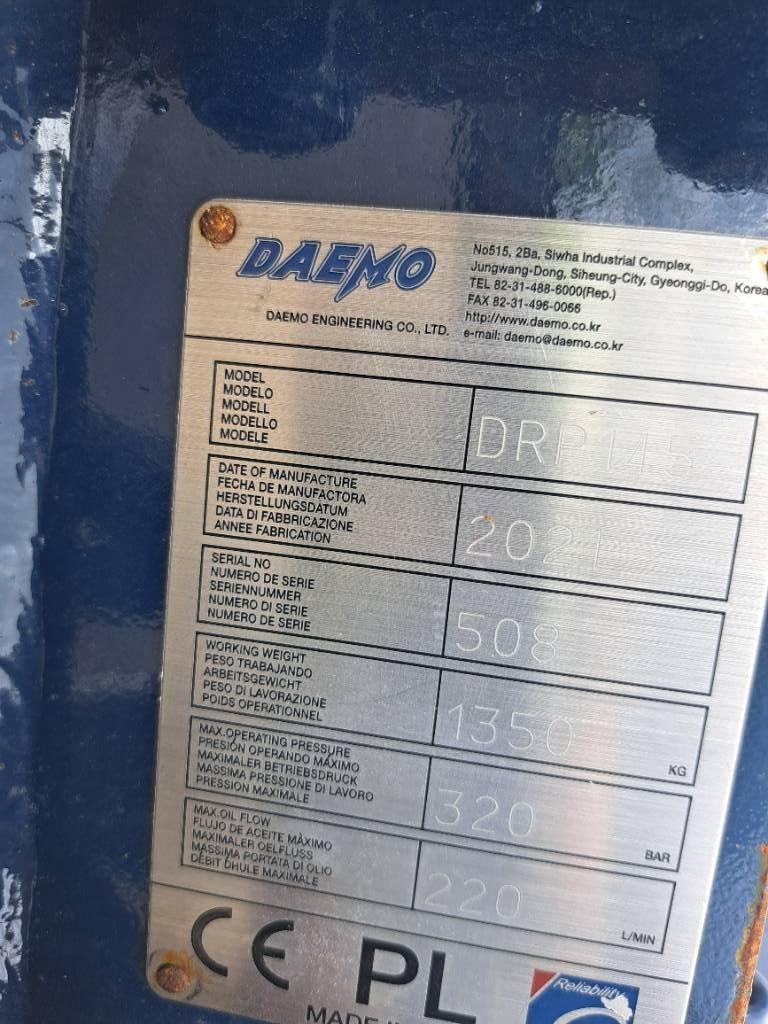 DAEMO
DAEMO ENGINEERING CO., LTD.
No515, 2Ba, Siwha Industrial Complex,
Jungwang-Dong, Siheung-City, Gyeonggi-Do, Korea
TEL 82-31-488-6000(Rep.)
FAX 82-31-496-0066
http://www.daemo.co.kr
e-mail: daemo@daemo.co.kr
MODEL
MODELO
MODELL
MODELLO
MODELE
DRP145
DATE OF MANUFACTURE
FECHA DE MANUFACTORA
HERSTELLUNGSDATUM
DATA DI FABBRICAZIONE
ANNEE FABRICATION
2021
SERIAL NO
NUMERO DE SERIE
SERIENNUMMER
NUMERO DI SERIE
NUMERO DE SERIE
508
WORKING WEIGHT
PESO TRABAJANDO
ARBEITSGEWICHT
PESO DI LAVORAZIONE
POIDS OPERATIONNEL
1350
KG
MAX.OPERATING PRESSURE
PRESIÓN OPERANDO MÁXIMO
MAXIMALER BETRIEBSDRUCK
MASSIMA PRESSIONE DI LAVORO
PRESSION MAXIMALE
320
BAR
MAX.OIL FLOW
FLUJO DE ACEITE MÀXIMO
MAXIMALER OELFLUSS
MASSIMA PORTATA DI OLIO
DÉBIT DHULE MAXIMALE
220
L/MIN
CE PL
MADE
Reliability